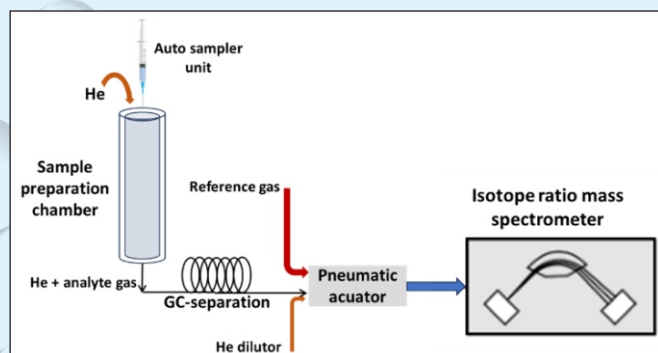 Auto sampler
unit
He
Sample
preparation
chamber
Reference gas
Isotope ratio mass
spectrometer
He + analyte gas
GC-separation
Pneumatic
acuator
He dilutor